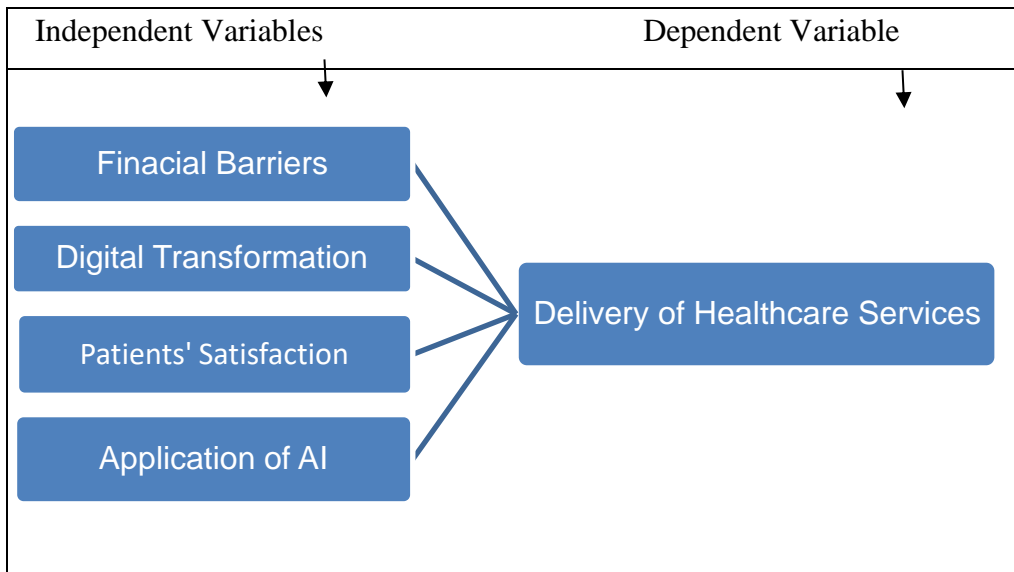 Independent Variables
Dependent Variable
Finacial Barriers
Digital Transformation
Patients' Satisfaction
Application of AI
Delivery of Healthcare Services